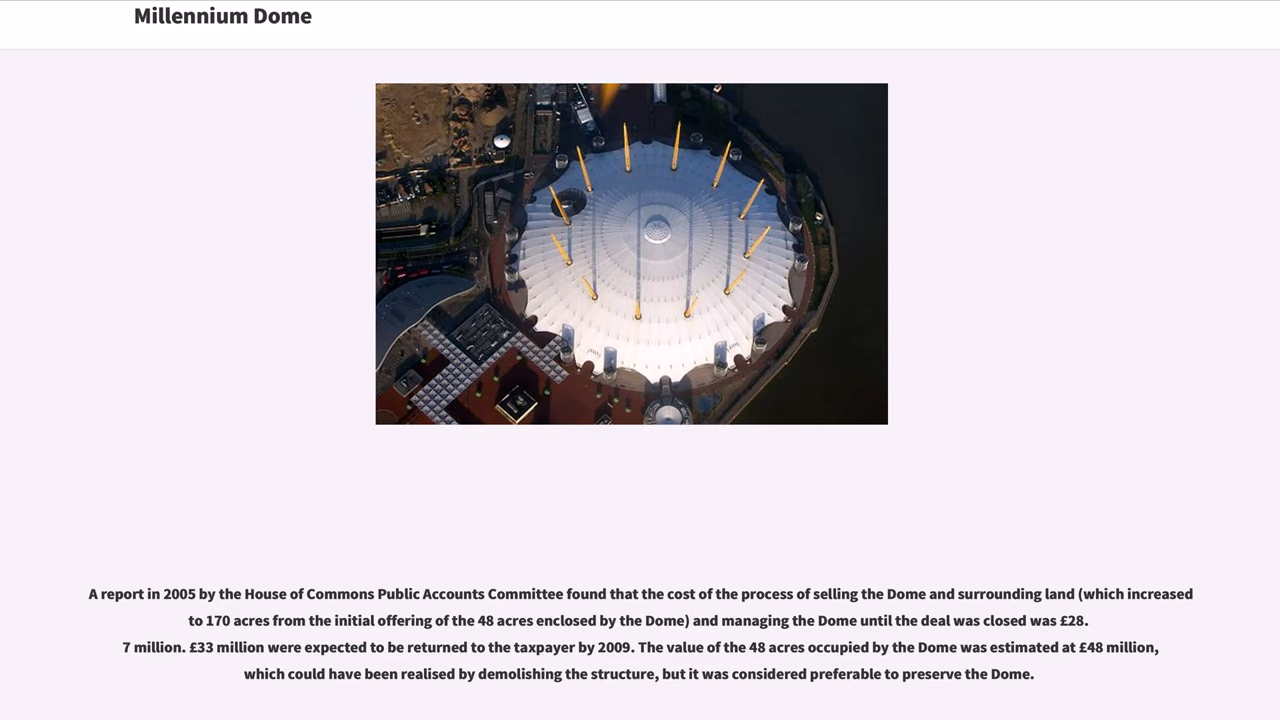 Millennium Dome
A report in 2005 by the House of Commons Public Accounts Committee found that the cost of the process of selling the Dome and surrounding land (which increased
to 170 acres from the initial offering of the 48 acres enclosed by the Dome) and managing the Dome until the deal was closed was £28.
7 million. £33 million were expected to be returned to the taxpayer by 2009. The value of the 48 acres occupied by the Dome was estimated at £48 million,
which could have been realised by demolishing the structure, but it was considered preferable to preserve the Dome.